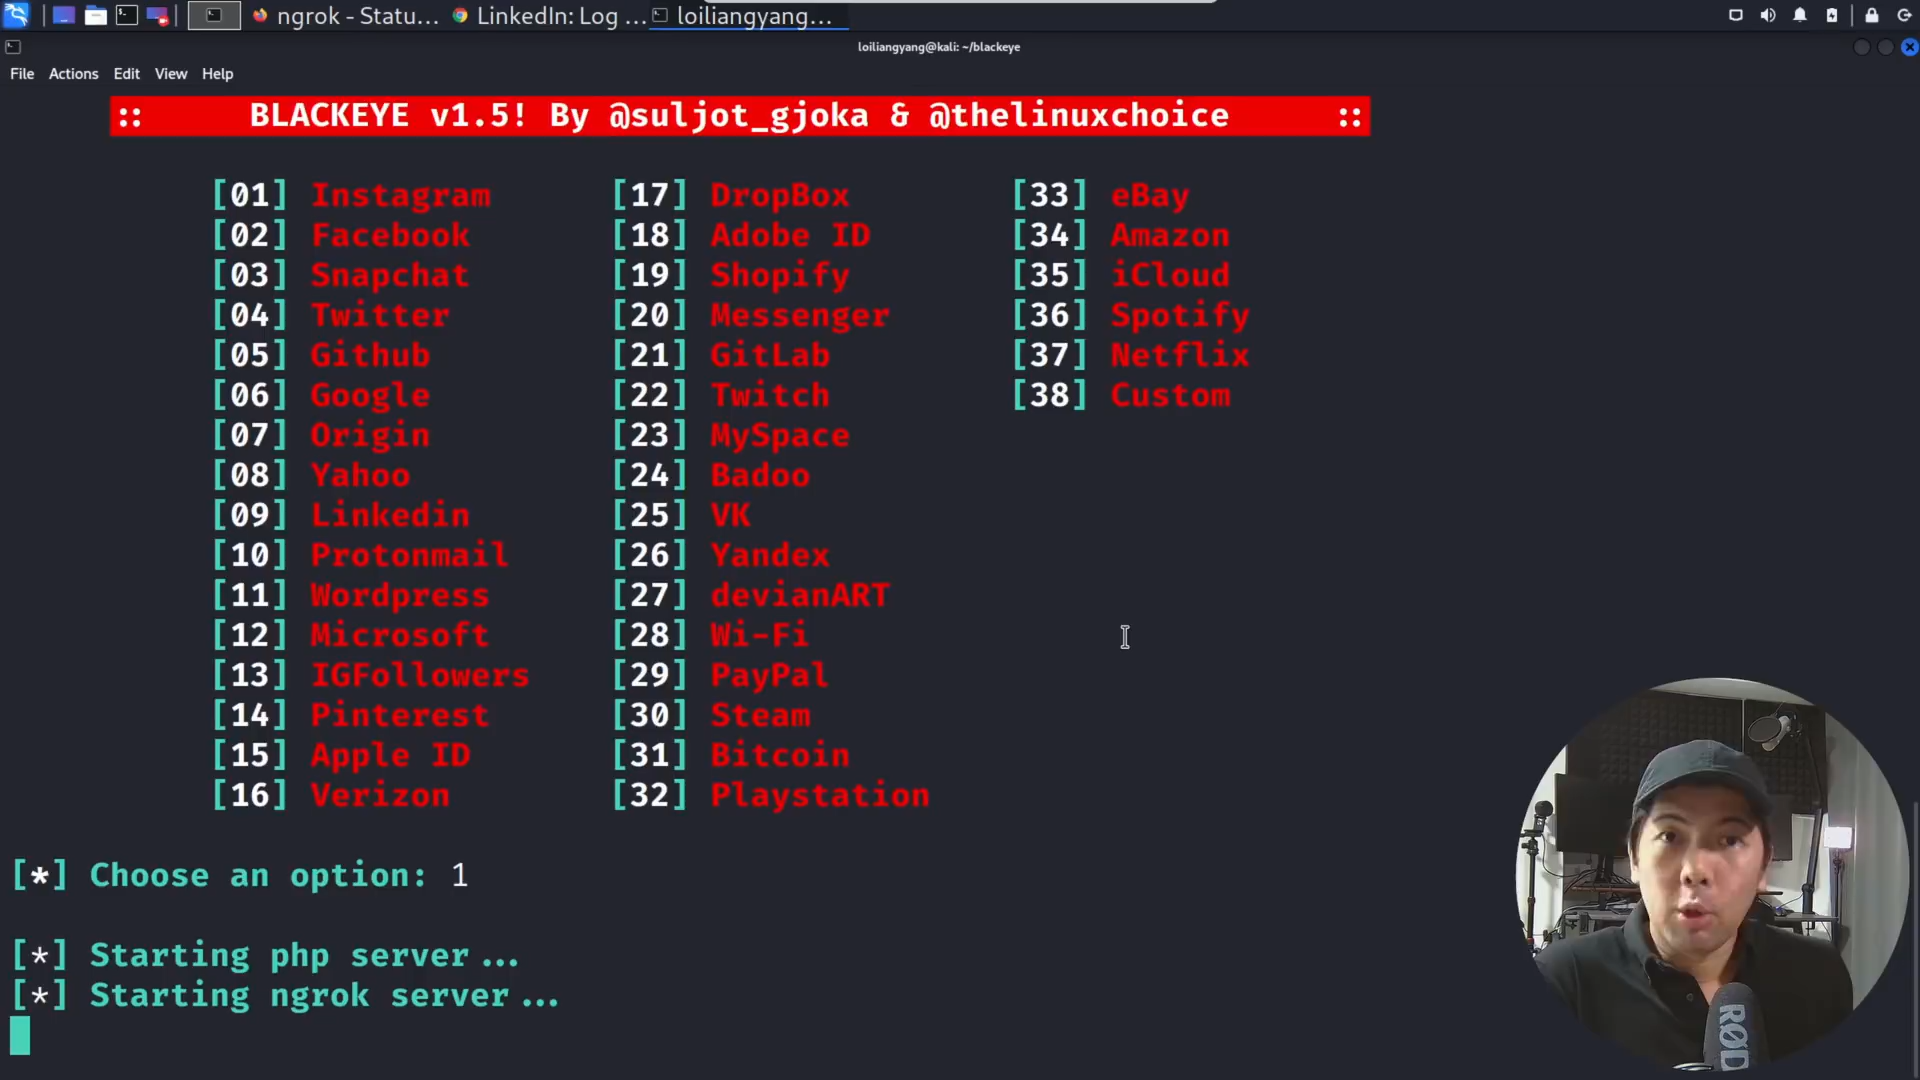 ngrok - Statu...
LinkedIn: Log ...
loiliangyang...
loiliangyang@kali: ~/blackeye
File Actions Edit View Help
:: BLACKEYE v1.5! By @suljot_gjoka & @thelinuxchoice ::
[01] Instagram [17] DropBox [33] eBay
[02] Facebook [18] Adobe ID [34] Amazon
[03] Snapchat [19] Shopify [35] iCloud
[04] Twitter [20] Messenger [36] Spotify
[05] Github [21] GitLab [37] Netflix
[06] Google [22] Twitch [38] Custom
[07] Origin [23] MySpace
[08] Yahoo [24] Badoo
[09] Linkedin [25] VK
[10] Protonmail [26] Yandex
[11] Wordpress [27] devianART
[12] Microsoft [28] Wi-Fi
[13] IGFollowers [29] PayPal
[14] Pinterest [30] Steam
[15] Apple ID [31] Bitcoin
[16] Verizon [32] Playstation
[*] Choose an option: 1
[*] Starting php server...
[*] Starting ngrok server...
RØD